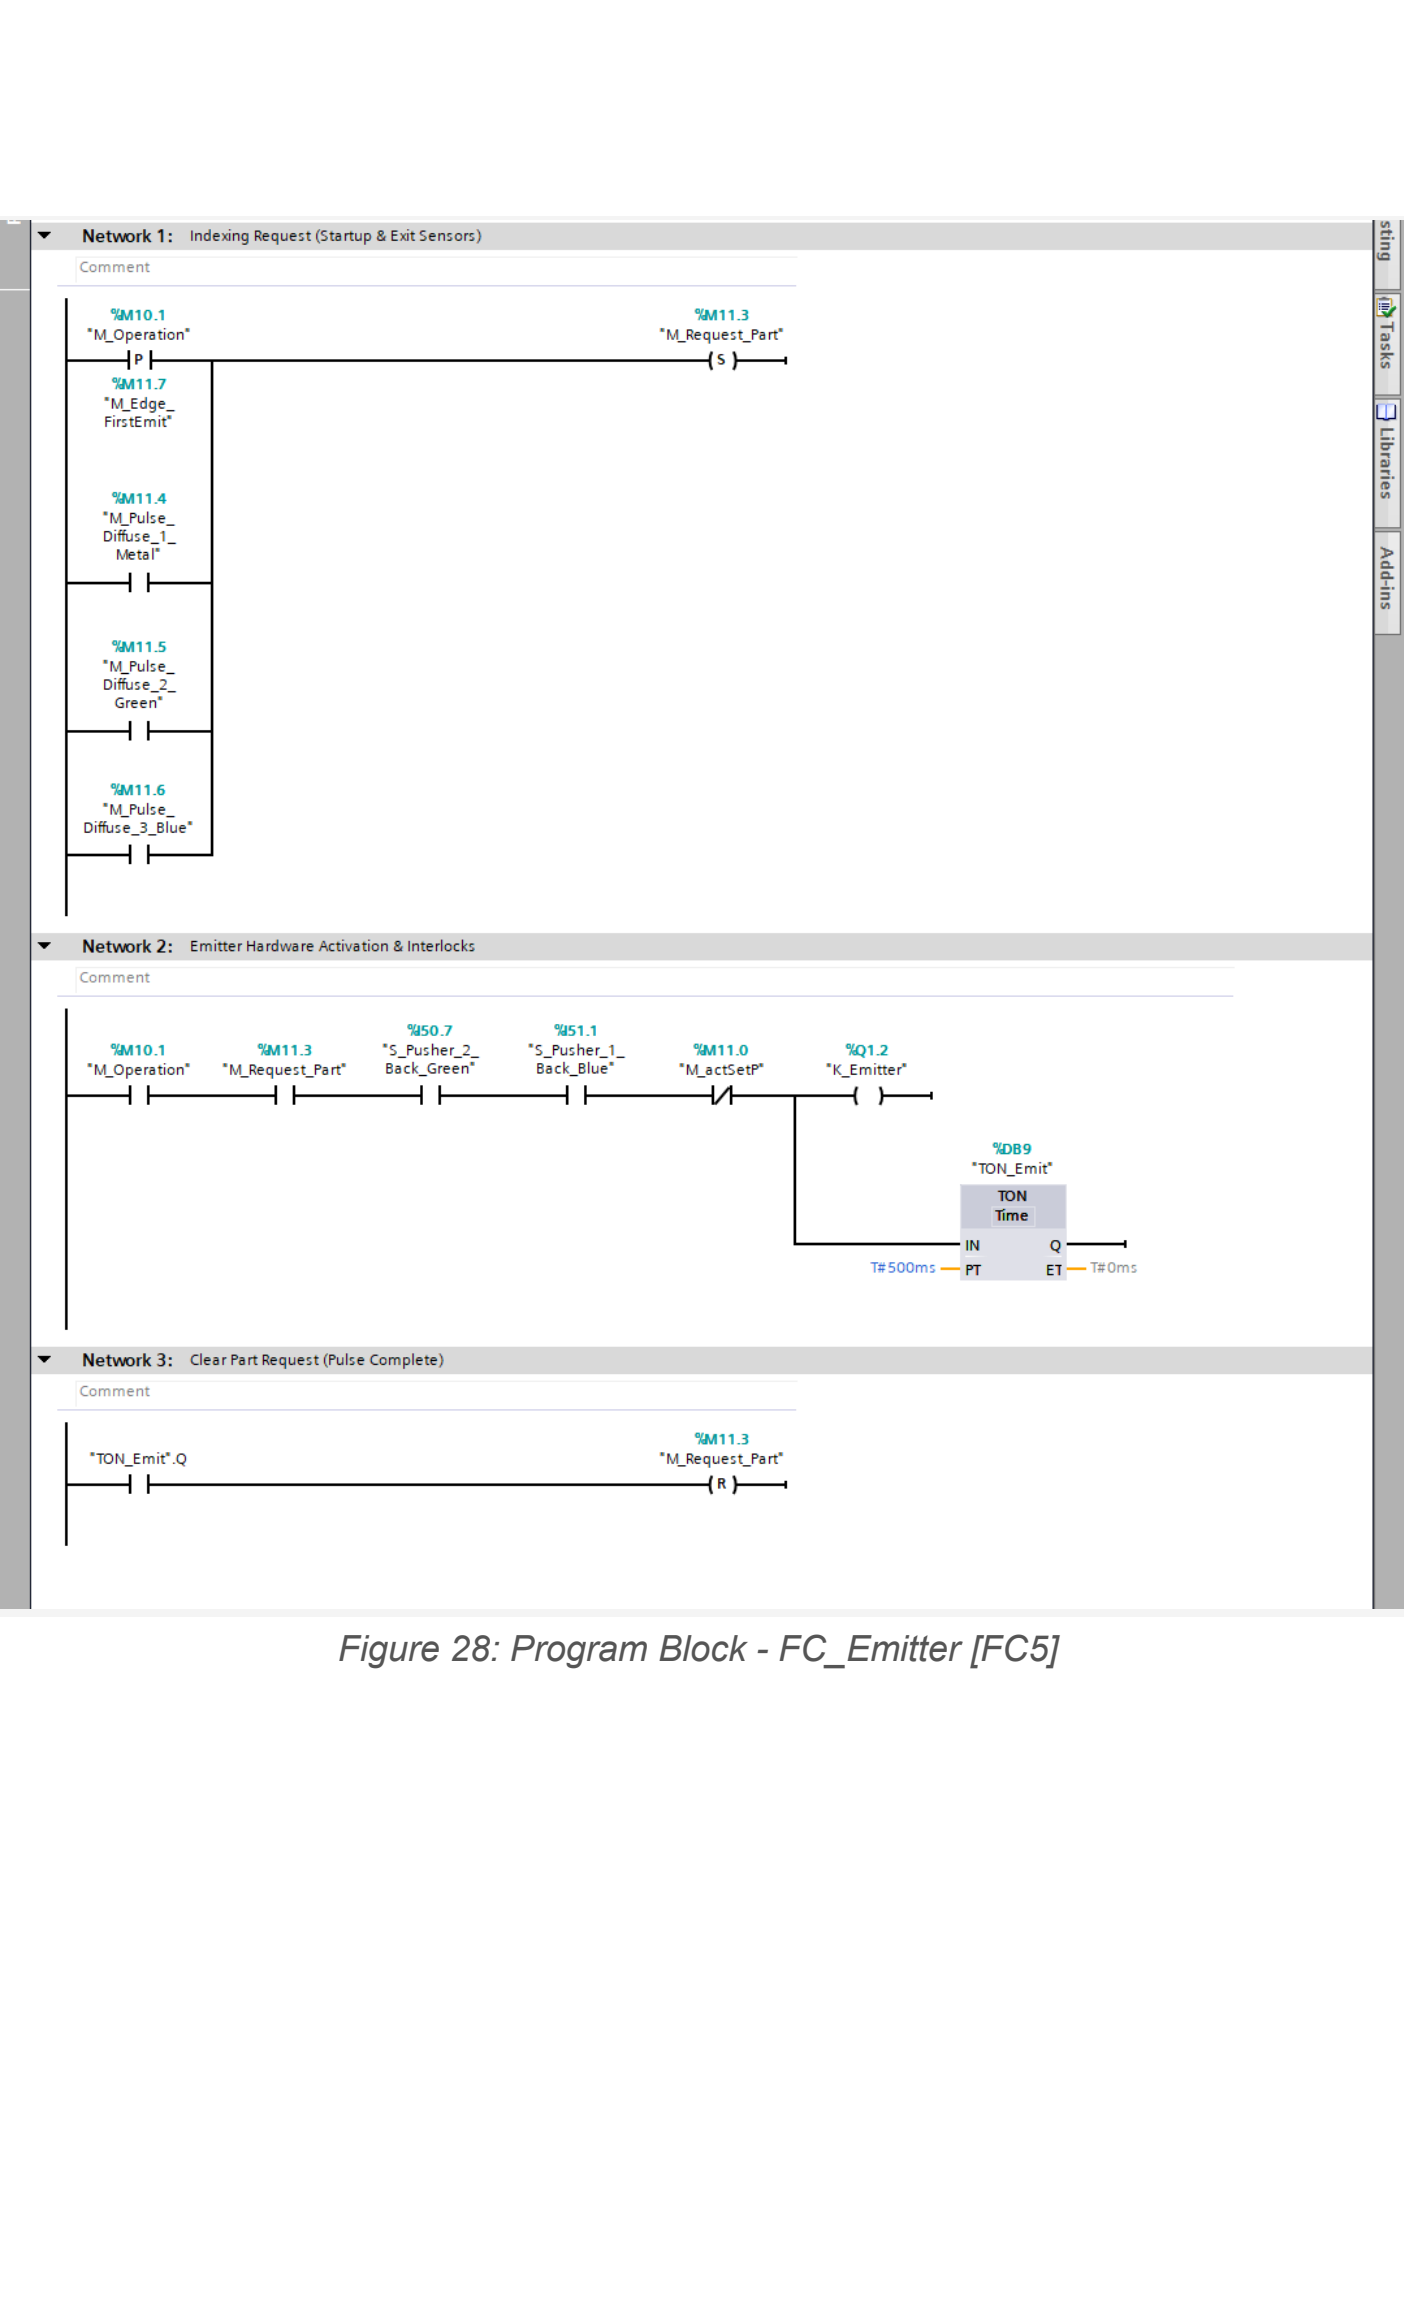 Network 1: Indexing Request (Startup & Exit Sensors)
Comment
%M10.1
"M_Operation"
P
%M11.7
"M_Edge_
FirstEmit"
%M11.3
"M_Request_Part"
S
%M11.4
"M_Pulse_
Diffuse_1_
Metal"
%M11.5
"M_Pulse_
Diffuse_2_
Green"
%M11.6
"M_Pulse_
Diffuse_3_Blue"
Network 2: Emitter Hardware Activation & Interlocks
Comment
%M10.1
"M_Operation"
%M11.3
"M_Request_Part"
%I50.7
"S_Pusher_2_
Back_Green"
%I51.1
"S_Pusher_1_
Back_Blue"
%M11.0
"M_actSetP"
%Q1.2
"K_Emitter"
%DB9
"TON_Emit"
TON
Time
IN Q
T#500ms PT ET T#0ms
Network 3: Clear Part Request (Pulse Complete)
Comment
"TON_Emit".Q
%M11.3
"M_Request_Part"
R
sting
Tasks
Libraries
Add-ins
Figure 28: Program Block - FC_Emitter [FC5]